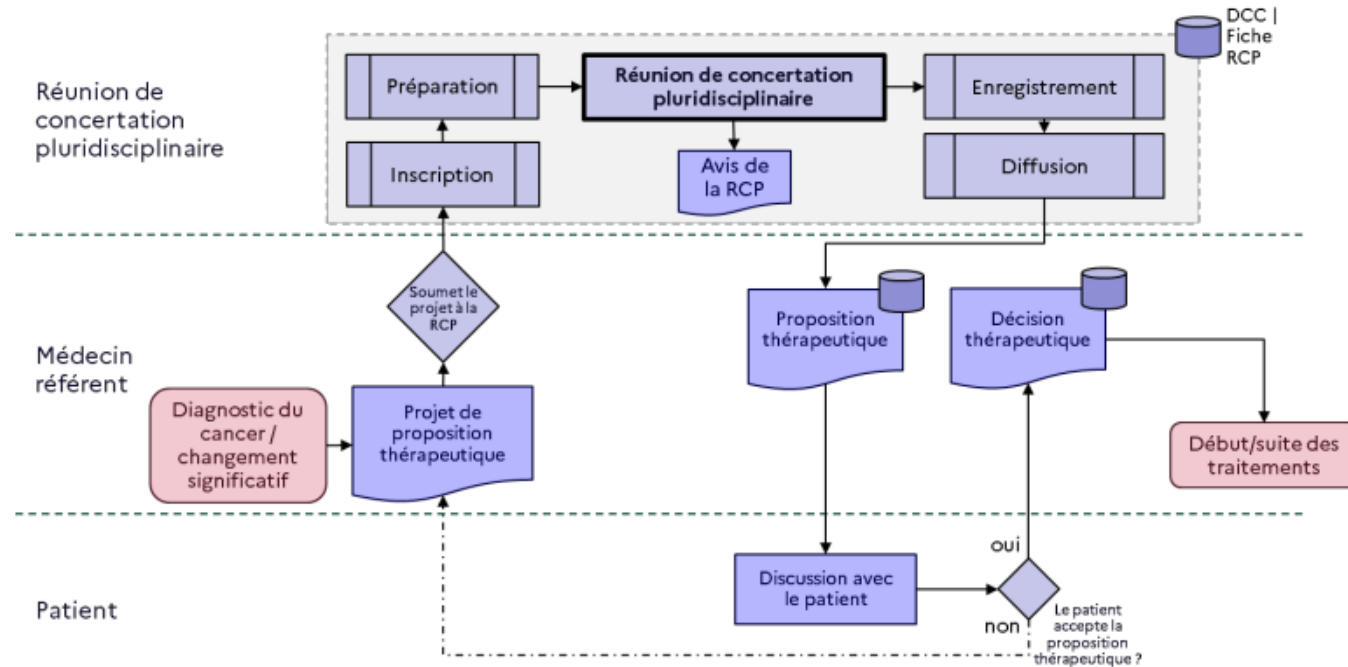 DCC |
Fiche
RCP
Réunion de
concertation
pluridisciplinaire
Préparation
Réunion de concertation
pluridisciplinaire
Enregistrement
Inscription
Avis de
la RCP
Diffusion
Médecin
référent
Soumet le
projet à la
RCP
Proposition
thérapeutique
Décision
thérapeutique
Diagnostic du
cancer /
changement
significatif
Projet de
proposition
thérapeutique
Début/suite des
traitements
Patient
Discussion avec
le patient
oui
non
Le patient
accepte la
proposition
thérapeutique ?